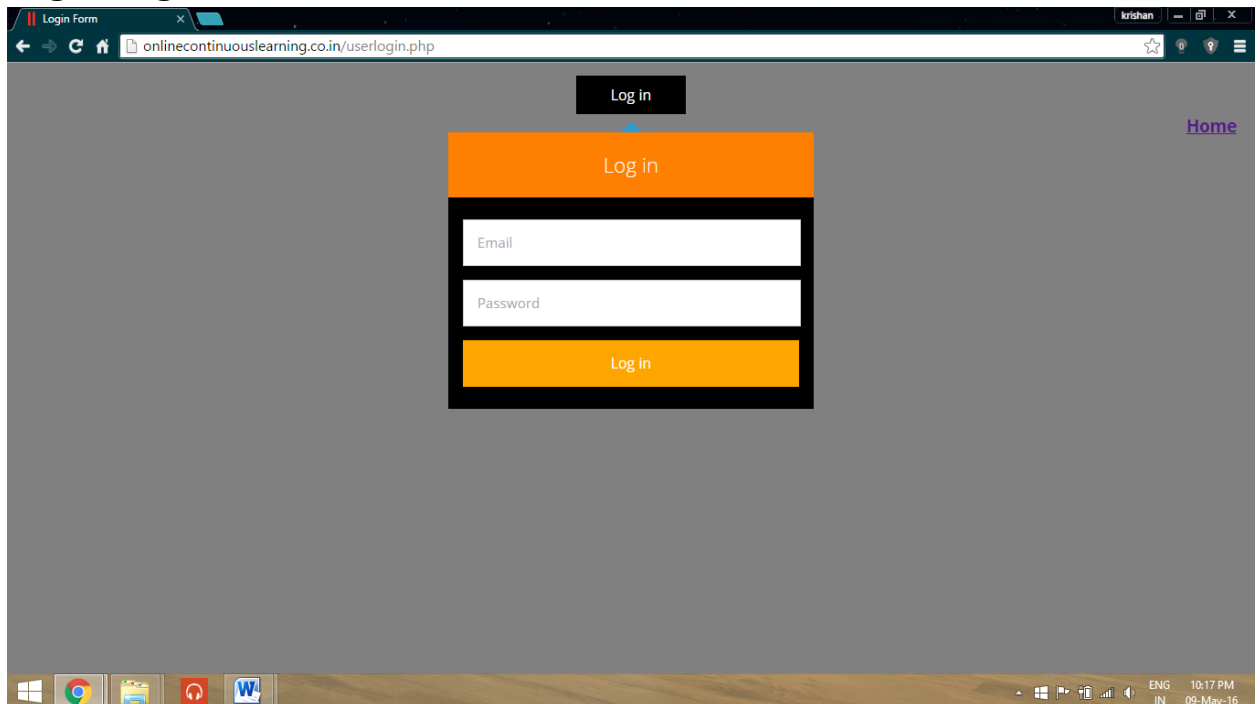 Login Form
krishan
onlinecontinuouslearning.co.in/userlogin.php
Log in
Home
Log in
Email
Password
Log in
ENG 10:17 PM
IN 09-May-16